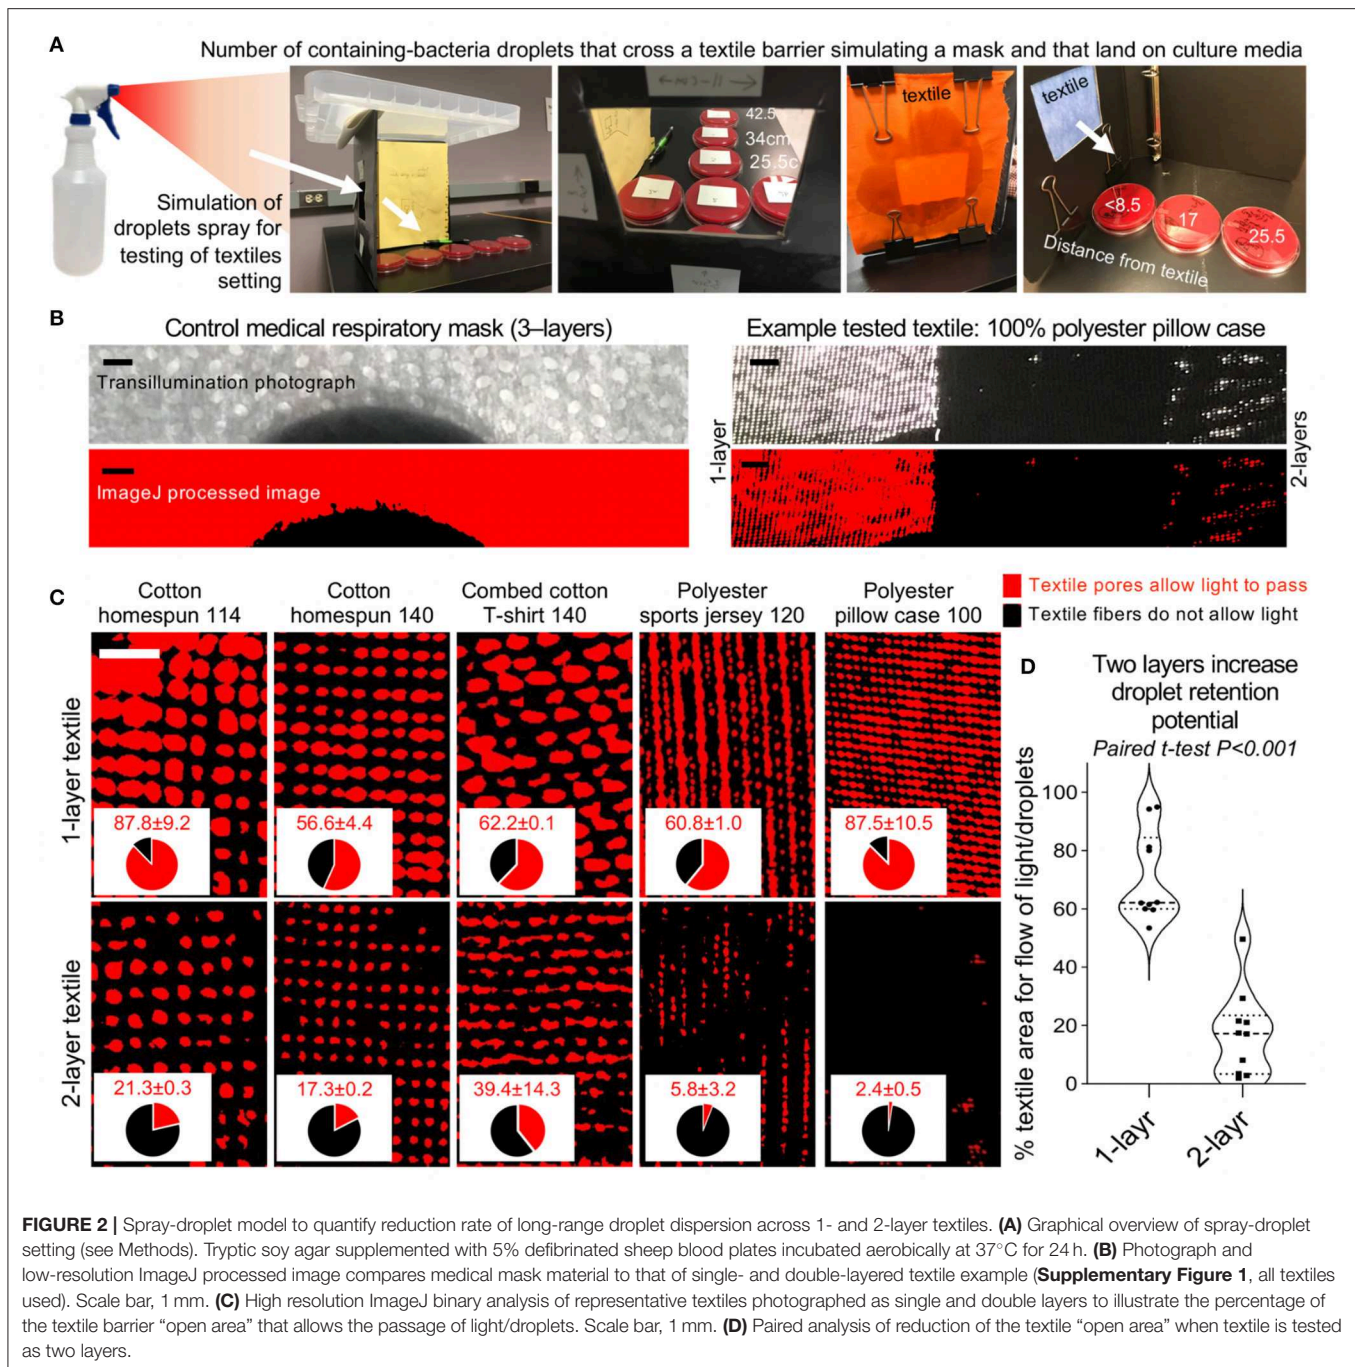 A
Number of containing-bacteria droplets that cross a textile barrier simulating a mask and that land on culture media
Simulation of
droplets spray for
testing of textiles
setting
42.5
34cm
25.5c
textile
textile
<8.5
17
25.5
Distance from textile
B
Control medical respiratory mask (3–layers)
Transillumination photograph
ImageJ processed image
Example tested textile: 100% polyester pillow case
1-layer
2-layers
Textile pores allow light to pass
Textile fibers do not allow light
C
Cotton
homespun 114
Cotton
homespun 140
Combed cotton
T-shirt 140
Polyester
sports jersey 120
Polyester
pillow case 100
1-layer textile
87.8±9.2
56.6±4.4
62.2±0.1
60.8±1.0
87.5±10.5
2-layer textile
21.3±0.3
17.3±0.2
39.4±14.3
5.8±3.2
2.4±0.5
D
Two layers increase
droplet retention
potential
Paired t-test P<0.001
% textile area for flow of light/droplets
100
80
60
40
20
0
1-layr
2-layr
FIGURE 2 | Spray-droplet model to quantify reduction rate of long-range droplet dispersion across 1- and 2-layer textiles. (A) Graphical overview of spray-droplet
setting (see Methods). Tryptic soy agar supplemented with 5% defibrinated sheep blood plates incubated aerobically at 37°C for 24 h. (B) Photograph and
low-resolution ImageJ processed image compares medical mask material to that of single- and double-layered textile example (Supplementary Figure 1, all textiles
used). Scale bar, 1 mm. (C) High resolution ImageJ binary analysis of representative textiles photographed as single and double layers to illustrate the percentage of
the textile barrier "open area" that allows the passage of light/droplets. Scale bar, 1 mm. (D) Paired analysis of reduction of the textile "open area" when textile is tested
as two layers.